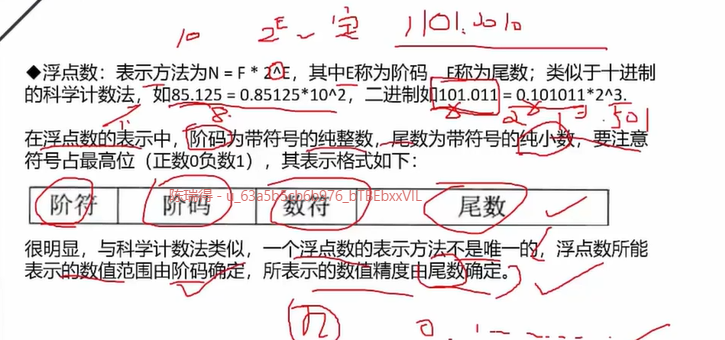 10 2^E 定 1101.0010
◆浮点数：表示方法为N = F * 2^E，其中E称为阶码，F称为尾数；类似于十进制
的科学计数法，如85.125 = 0.85125*10^2，二进制如101.011 = 0.101011*2^3.
在浮点数的表示中，阶码为带符号的纯整数，尾数为带符号的纯小数，要注意
符号占最高位（正数0负数1），其表示格式如下：
阶符 阶码 数符 尾数
很明显，与科学计数法类似，一个浮点数的表示方法不是唯一的，浮点数所能
表示的数值范围由阶码确定，所表示的数值精度由尾数确定。